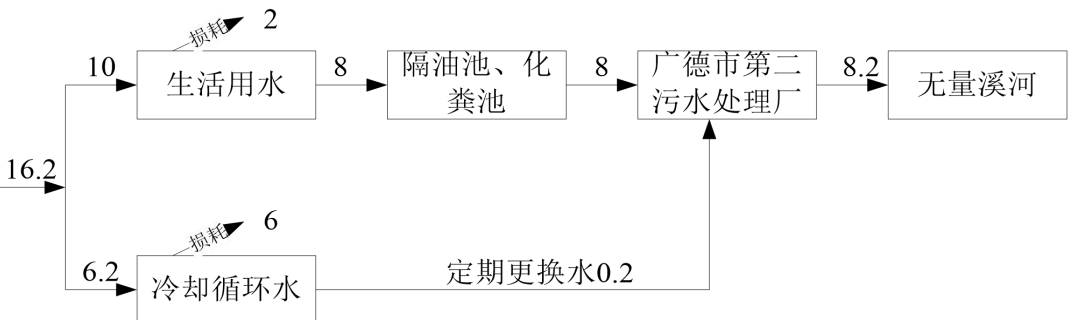 损耗 2
10
生活用水
8
隔油池、化
粪池
8
广德市第二
污水处理厂
8.2
无量溪河
16.2
损耗 6
6.2
冷却循环水
定期更换水0.2